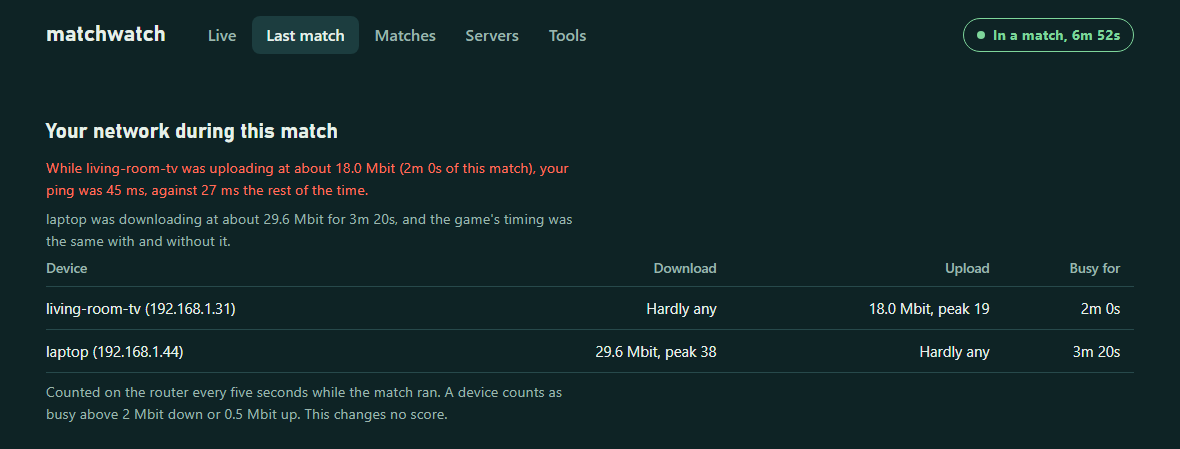 matchwatch
Live
Last match
Matches
Servers
Tools
In a match, 6m 52s
Your network during this match
While living-room-tv was uploading at about 18.0 Mbit (2m 0s of this match), your
ping was 45 ms, against 27 ms the rest of the time.
laptop was downloading at about 29.6 Mbit for 3m 20s, and the game's timing was
the same with and without it.
Device Download Upload Busy for
living-room-tv (192.168.1.31) Hardly any 18.0 Mbit, peak 19 2m 0s
laptop (192.168.1.44) 29.6 Mbit, peak 38 Hardly any 3m 20s
Counted on the router every five seconds while the match ran. A device counts as
busy above 2 Mbit down or 0.5 Mbit up. This changes no score.